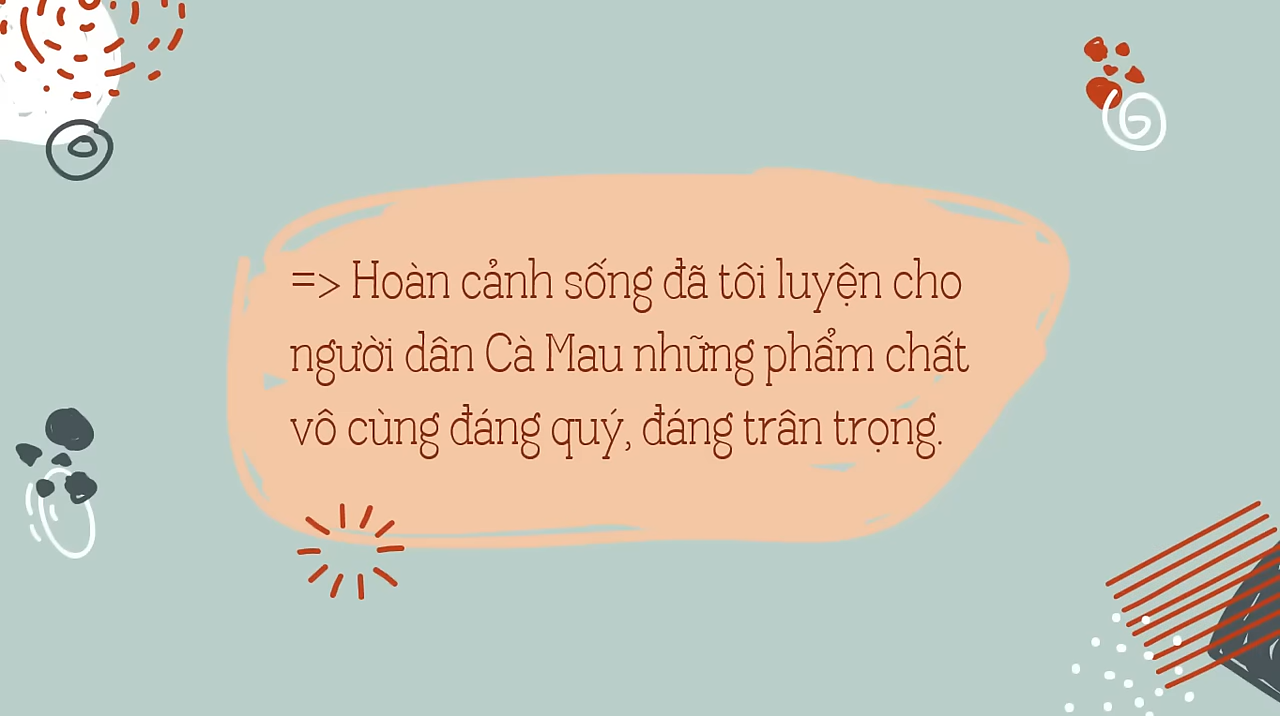 => Hoàn cảnh sống đã tôi luyện cho
người dân Cà Mau những phẩm chất
vô cùng đáng quý, đáng trân trọng.